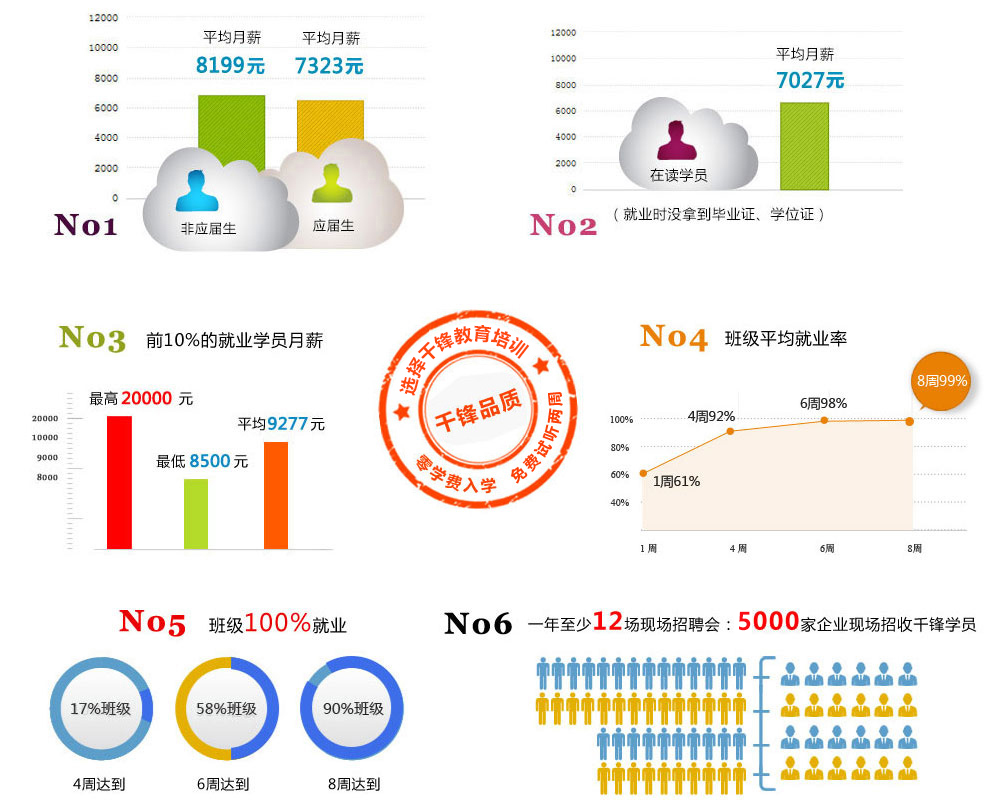 12000
10000
8000
6000
4000
2000
0
平均月薪
8199元
平均月薪
7323元
非应届生
应届生
No1
12000
10000
8000
6000
4000
2000
0
平均月薪
7027元
在读学员
No2
( 就业时没拿到毕业证、学位证 )
No3
前10%的就业学员月薪
20000
10000
9000
8000
最高20000 元
最低 8500 元
平均9277元
选择千锋教育培训
千锋品质
零学费入学
免费试听两周
No4
班级平均就业率
100%
80%
60%
40%
1周61%
4周92%
6周98%
8周99%
1 周
4 周
6周
8周
No5
班级100%就业
17%班级
58%班级
90%班级
4周达到
6周达到
8周达到
No6
一年至少12场现场招聘会：5000家企业现场招收千锋学员